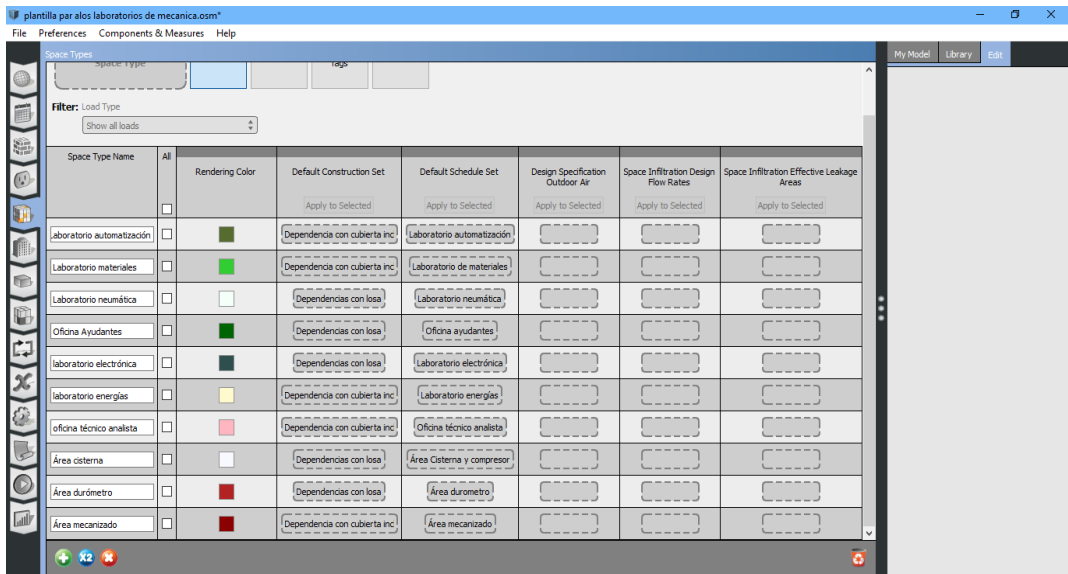 plantilla par alos laboratorios de mecanica.osm*
File Preferences Components & Measures Help
Space Types
My Model Library Edit
Space Type
Tags
Filter: Load Type
Show all loads
Space Type Name All Rendering Color Default Construction Set Default Schedule Set Design Specification Outdoor Air Space Infiltration Design Flow Rates Space Infiltration Effective Leakage Areas
Apply to Selected Apply to Selected Apply to Selected Apply to Selected Apply to Selected
aboratorio automatización Dependencia con cubierta inc Laboratorio automatización
Laboratorio materiales Dependencia con cubierta inc Laboratorio de materiales
Laboratorio neumática Dependencias con losa Laboratorio neumática
Oficina Ayudantes Dependencias con losa Oficina ayudantes
laboratorio electrónica Dependencias con losa Laboratorio electrónica
laboratorio energías Dependencia con cubierta inc Laboratorio energías
oficina técnico analista Dependencia con cubierta inc Oficina técnico analista
Área cisterna Dependencias con losa Área Cisterna y compresor
Área durómetro Dependencias con losa Área durometro
Área mecanizado Dependencia con cubierta inc Área mecanizado
x2